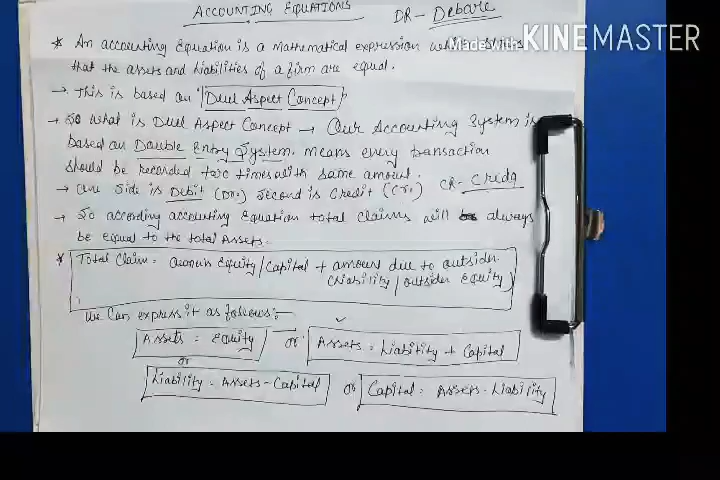 ACCOUNTING EQUATIONS DR - Debare
Made with KINEMASTER
* An accounting Equation is a Mathematical expression which shows
that the assets and liabilities of a firm are equal.
→ This is based on "Dual Aspect Concept"
→ So what is Dual Aspect Concept → Our Accounting System is
based on Double Entry System. Means every transaction
should be recorded two times with same amount.
→ One side is Debit (Dr.) Second is Credit (Cr.) CR - Credq
→ So according accounting Equation total claims will always
be equal to the total Assets.
* Total Claim = Owner's Equity/Capital + amount due to outsider
(Liability/outsider Equity)
We Can express it as follows:-
Assets = Equity or Assets = Liability + Capital
or
Liability = Assets - Capital or Capital = Assets - Liability